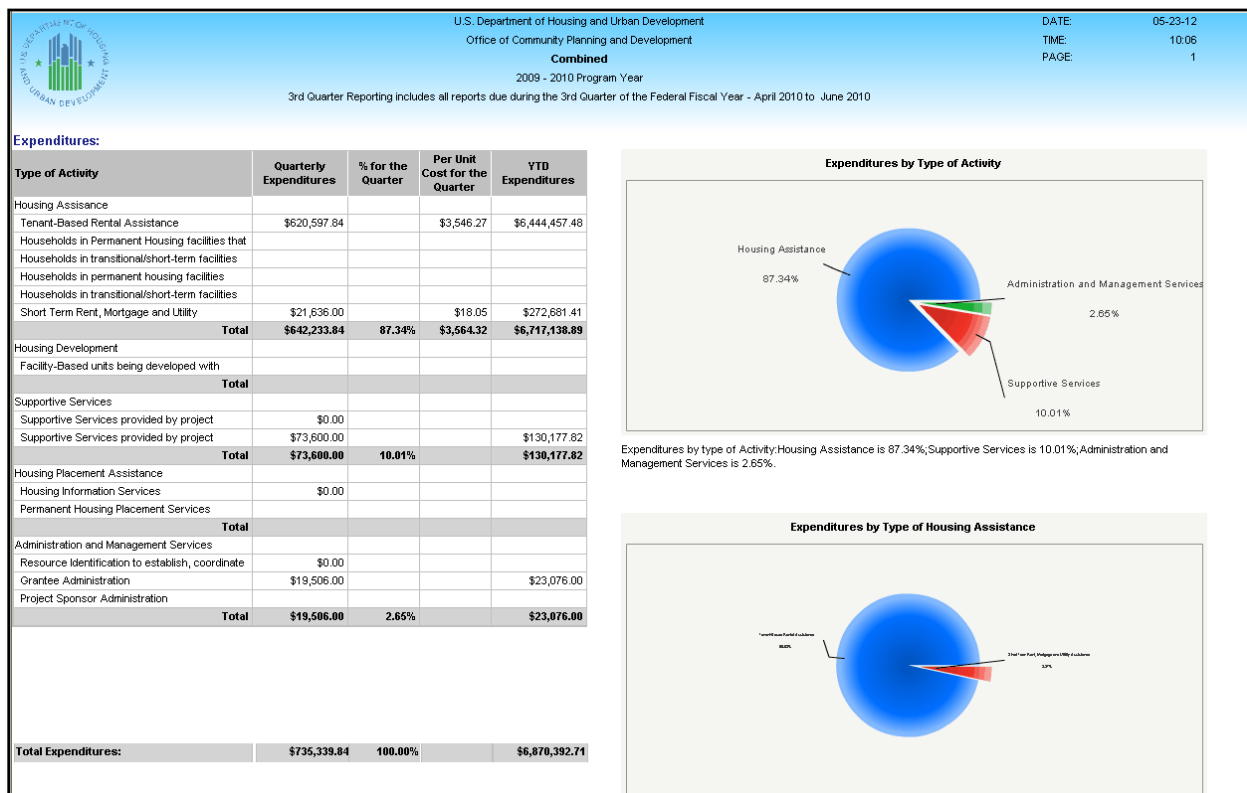 U.S. Department of Housing and Urban Development
Office of Community Planning and Development
Combined
2009 - 2010 Program Year
3rd Quarter Reporting includes all reports due during the 3rd Quarter of the Federal Fiscal Year - April 2010 to June 2010
DATE: 05-23-12
TIME: 10:06
PAGE: 1
U.S. DEPARTMENT OF HOUSING AND URBAN DEVELOPMENT
Expenditures:
Type of Activity Quarterly Expenditures % for the Quarter Per Unit Cost for the Quarter YTD Expenditures
Housing Assisance
Tenant-Based Rental Assistance $620,597.84 $3,546.27 $6,444,457.48
Households in Permanent Housing facilities that
Households in transitional/short-term facilities
Households in permanent housing facilities
Households in transitional/short-term facilities
Short Term Rent, Mortgage and Utility $21,636.00 $18.05 $272,681.41
Total $642,233.84 87.34% $3,564.32 $6,717,138.89
Housing Development
Facility-Based units being developed with
Total
Supportive Services
Supportive Services provided by project $0.00
Supportive Services provided by project $73,600.00 $130,177.82
Total $73,600.00 10.01% $130,177.82
Housing Placement Assistance
Housing Information Services $0.00
Permanent Housing Placement Services
Total
Administration and Management Services
Resource Identification to establish, coordinate $0.00
Grantee Administration $19,506.00 $23,076.00
Project Sponsor Administration
Total $19,506.00 2.65% $23,076.00
Total Expenditures: $735,339.84 100.00% $6,870,392.71
Expenditures by Type of Activity
Housing Assistance
87.34%
Administration and Management Services
2.65%
Supportive Services
10.01%
Expenditures by type of Activity:Housing Assistance is 87.34%;Supportive Services is 10.01%;Administration and
Management Services is 2.65%.
Expenditures by Type of Housing Assistance